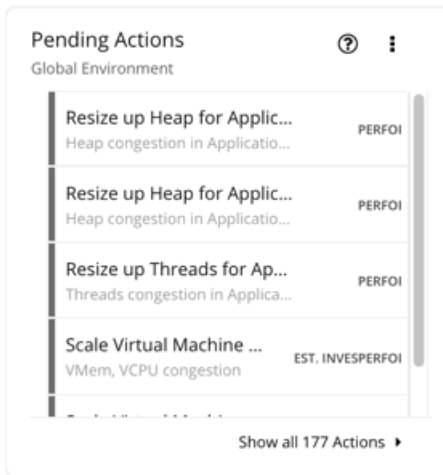 Pending Actions
Global Environment
Resize up Heap for Applic...
Heap congestion in Applicatio...
PERFOI
Resize up Heap for Applic...
Heap congestion in Applicatio...
PERFOI
Resize up Threads for Ap...
Threads congestion in Applica...
PERFOI
Scale Virtual Machine ...
VMem, VCPU congestion
EST. INVESPERFOI
Show all 177 Actions